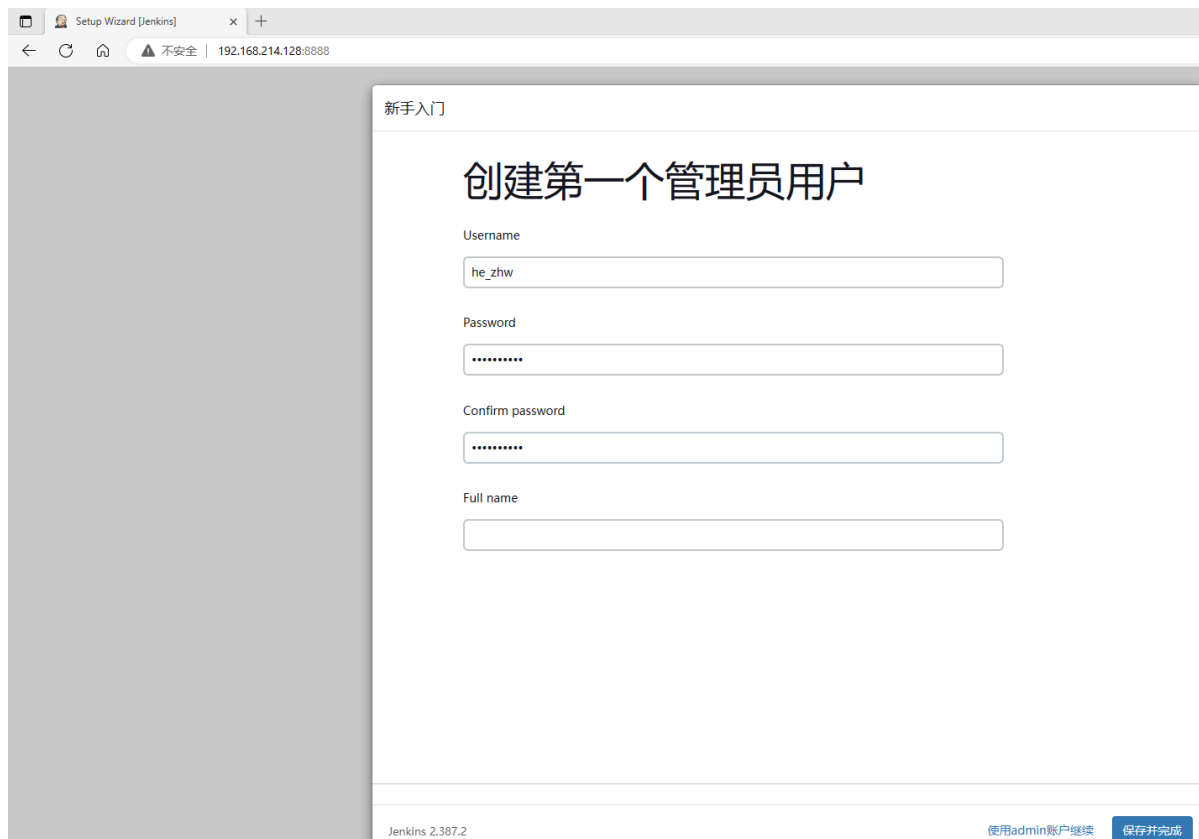 Setup Wizard [Jenkins]
不安全 192.168.214.128:8888
新手入门
创建第一个管理员用户
Username
he_zhw
Password
••••••••••
Confirm password
••••••••••
Full name
Jenkins 2.387.2
使用admin账户继续
保存并完成